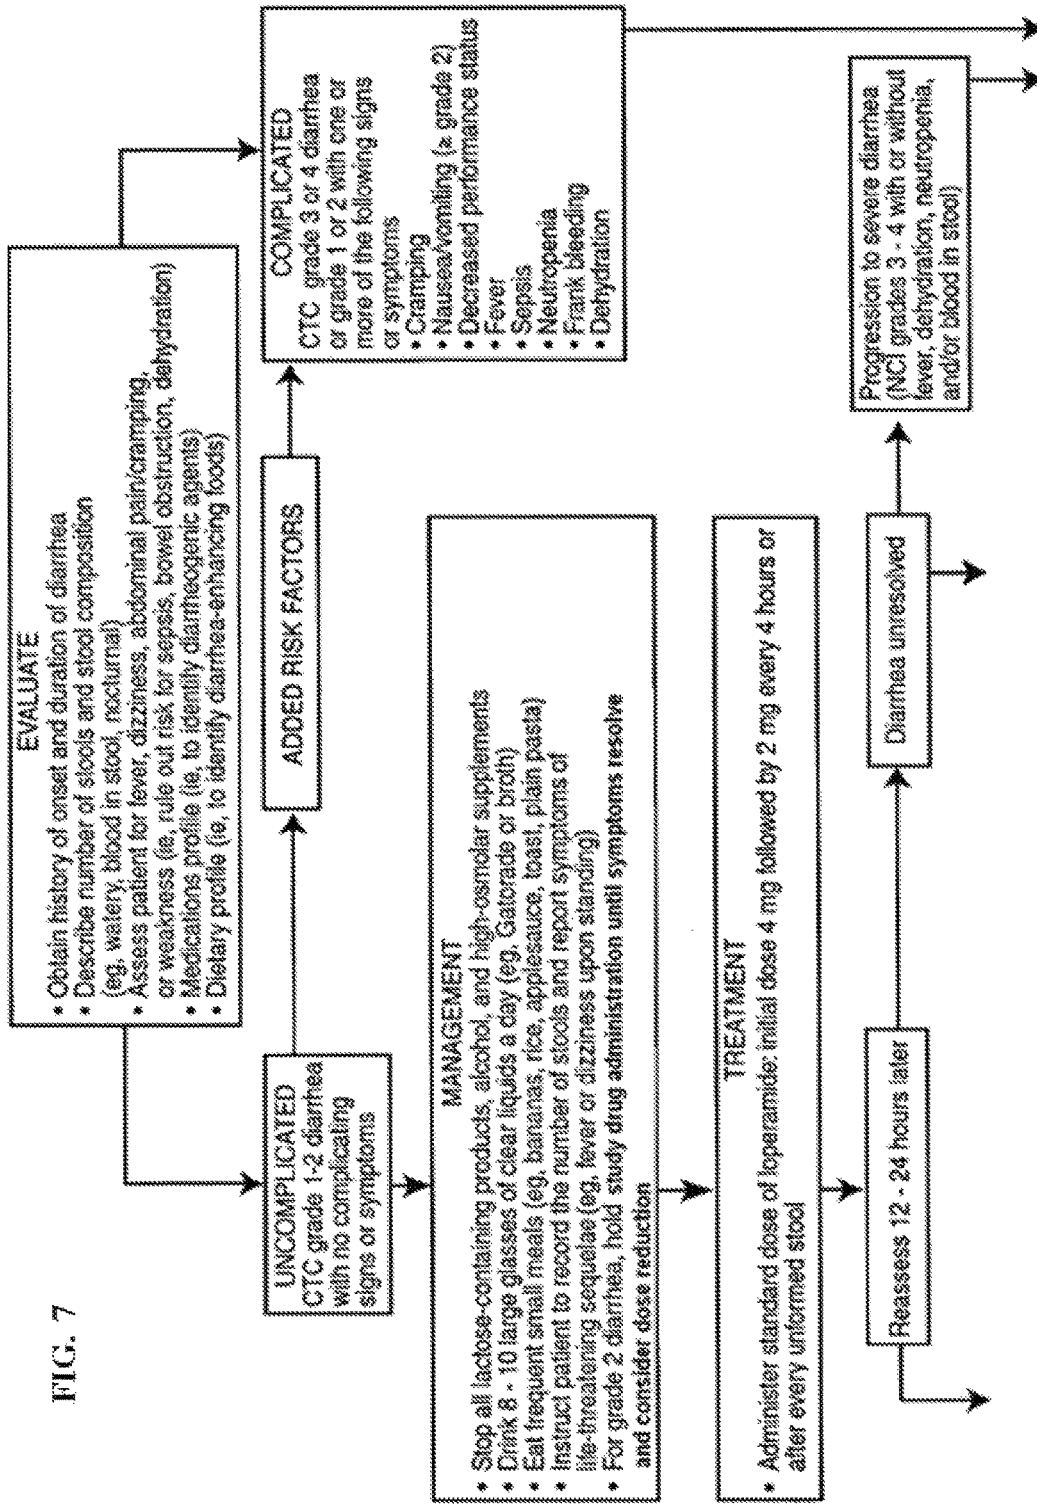 FIG. 7
EVALUATE
• Obtain history of onset and duration of diarrhea
• Describe number of stools and stool composition
(eg. watery, blood in stool, nocturnal)
• Assess patient for lever, dizziness, abdominal pain/cramping,
or weakness (ie, rule out risk for sepsis, bowel obstruction, dehydration)
• Medications profile (ie, to identify diarrheogenic agents)
• Dietary profile (ie, to identify diarrhea-enhancing foods)
UNCOMPLICATED
CTC grade 1-2 diarrhea
with no complicating
signs or symptoms
ADDED RISK FACTORS
COMPLICATED
CTC grade 3 or 4 diarrhea
or grade 1 or 2 with one or
more of the following signs
or symptoms
• Cramping
• Nausea/vomiting (≥ grade 2)
• Decreased performance status
• Fever
• Sepsis
• Neutropenia
• Frank bleeding
• Dehydration
MANAGEMENT
• Stop all lactose-containing products, alcohol, and high-osmolar supplements
• Drink 8 - 10 large glasses of clear liquids a day (eg, Gatorade or broth)
• Eat frequent small meals (eg, bananas, rice, applesauce, toast, plain pasta)
• Instruct patient to record the number of stools and report symptoms of
life-threatening sequelae(eg, fever or dizziness upon standing)
• For grade 2 diarrhea, hold study drug administration until symptoms resolve
and consider dose reduction
TREATMENT
• Administer standard dose of loperamide: initial dose 4 mg followed by 2 mg every 4 hours or
after every unformed stool
Reassess 12 - 24 hours later
Diarrhea unresolved
Progression to severe diarrhea
(NCI grades 3 - 4 with or without
lever, dehydration, neutropenia,
and/or blood in stool)